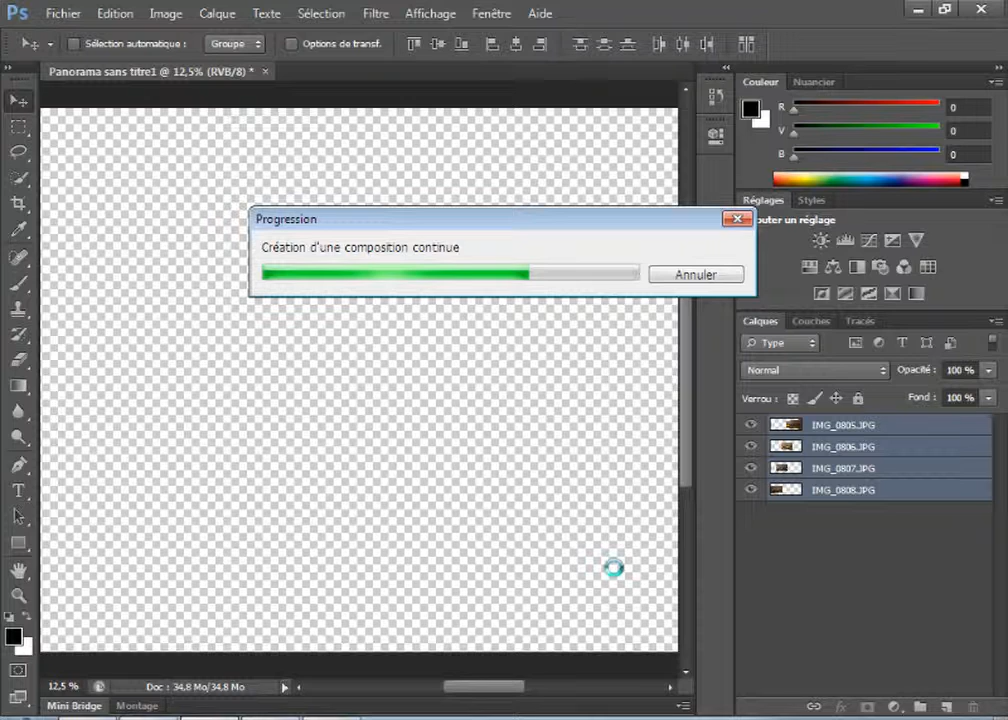 Ps Fichier Edition Image Calque Texte Sélection Filtre Affichage Fenêtre Aide
Sélection automatique : Groupe Options de transf.
Panorama sans titre1 @ 12,5% (RVB/8) * ×
Couleur Nuancier
R 0
V 0
B 0
Réglages Styles
outer un réglage
Progression
Création d'une composition continue
Annuler
Calques Couches Tracés
Type
Normal Opacité : 100 %
Verrou : Fond : 100 %
IMG_0805.JPG
IMG_0806.JPG
IMG_0807.JPG
IMG_0808.JPG
12,5 % Doc : 34,8 Mo/34,8 Mo
Mini Bridge Montage